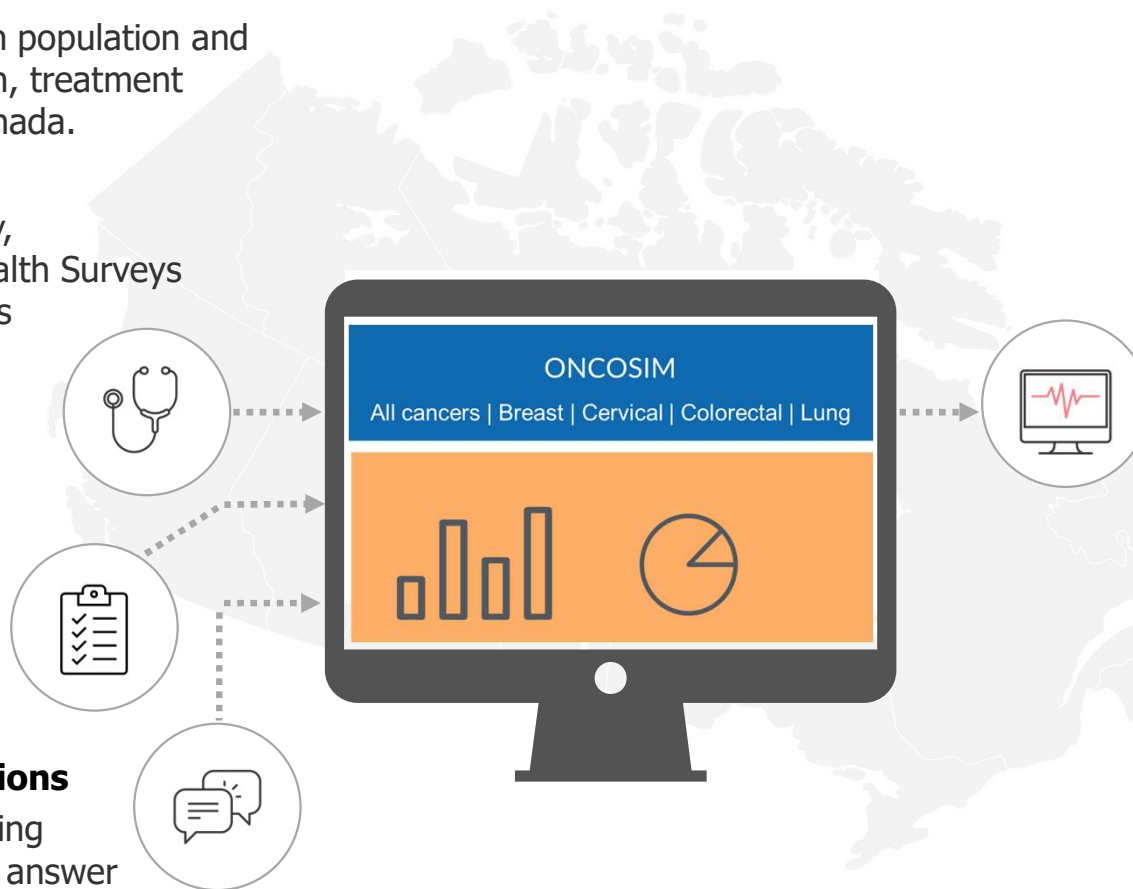 n population and
n, treatment
nada.
y,
alth Surveys
s
ONCOSIM
All cancers | Breast | Cervical | Colorectal | Lung
ions
ing
answer